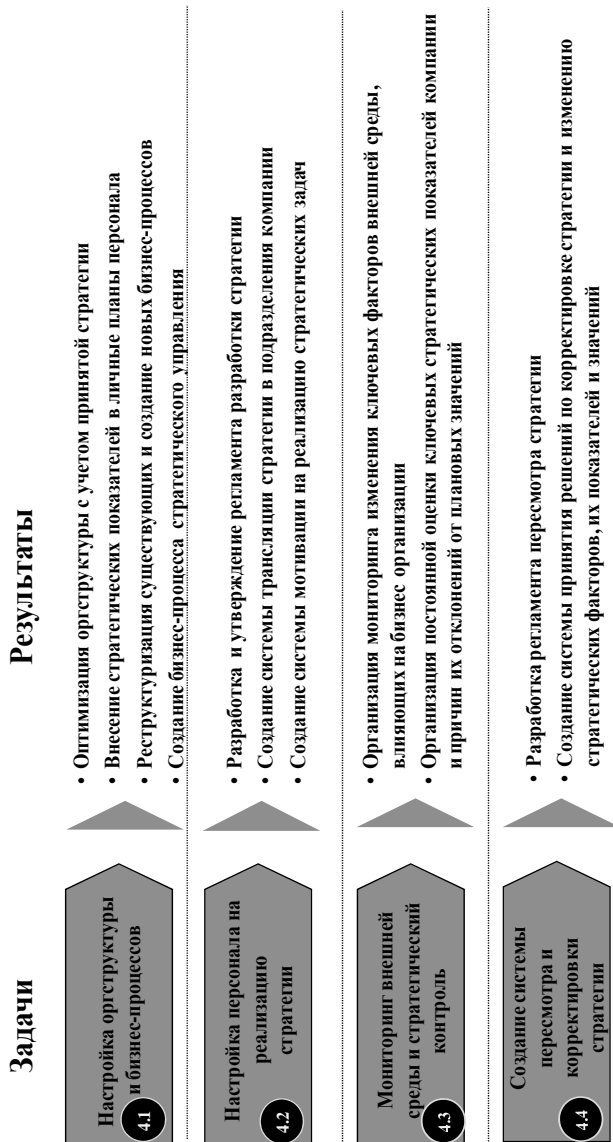 Задачи
Результаты
Настройка оргструктуры
и бизнес-процессов
4.1
• Оптимизация оргструктуры с учетом принятой стратегии
• Внесение стратегических показателей в личные планы персонала
• Реструктуризация существующих и создание новых бизнес-процессов
• Создание бизнес-процесса стратегического управления
Настройка персонала на
реализацию
стратегии
4.2
• Разработка и утверждение регламента разработки стратегии
• Создание системы трансляции стратегии в подразделения компании
• Создание системы мотивации на реализацию стратегических задач
Мониторинг внешней
среды и стратегический
контроль
4.3
• Организация мониторинга изменения ключевых факторов внешней среды,
влияющих на бизнес организации
• Организация постоянной оценки ключевых стратегических показателей компании
и причин их отклонений от плановых значений
Создание системы
пересмотра и
корректировки
стратегии
4.4
• Разработка регламента пересмотра стратегии
• Создание системы принятия решений по корректировке стратегии и изменению
стратегических факторов, их показателей и значений